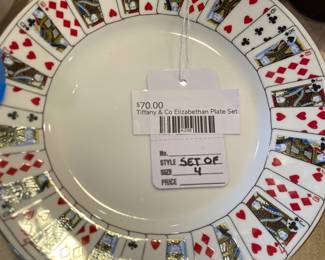 $70.00
Tiffany & Co Elizabethan Plate Set
No.
STYLE SET OF
SIZE 4
PRICE